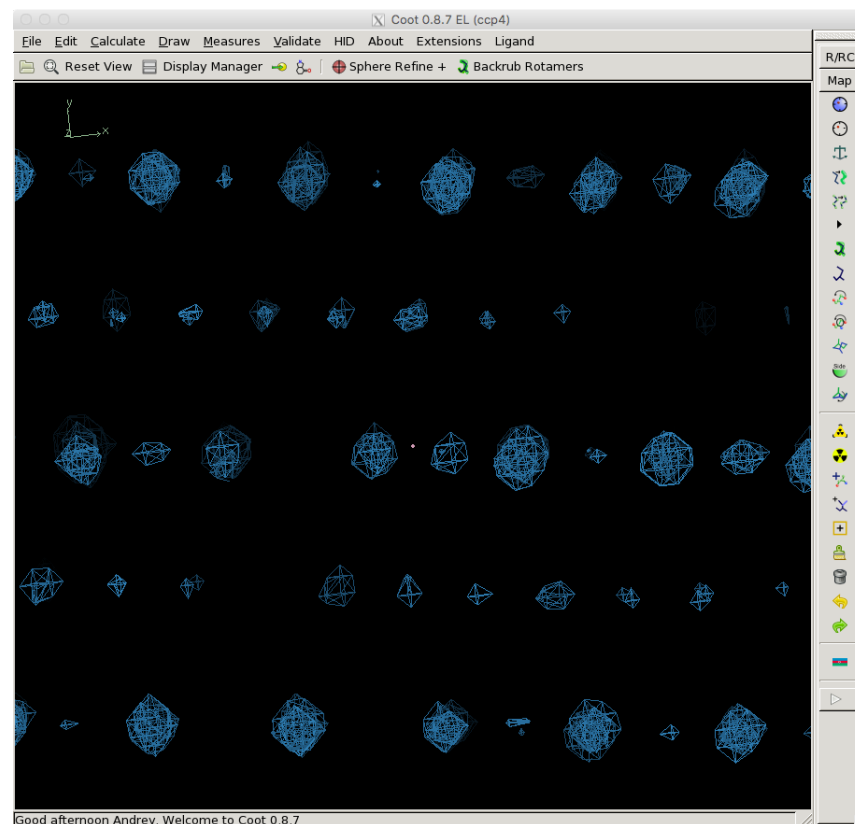 Coot 0.8.7 EL (ccp4)
File Edit Calculate Draw Measures Validate HID About Extensions Ligand
Reset View Display Manager Sphere Refine + Backrub Rotamers
R/RC
Map
y
x
z
Side
Good afternoon Andrey. Welcome to Coot 0.8.7